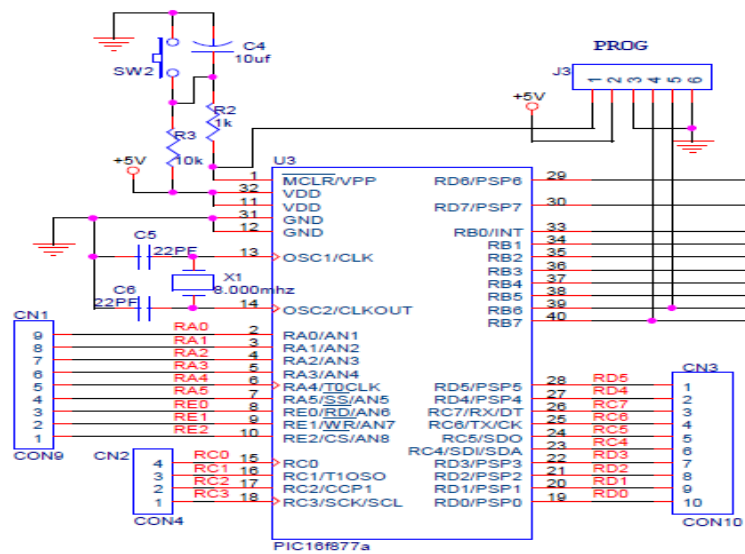 C4
10uf
SW2
R2
1k
R3
10k
+5V
PROG
J3
1 2 3 4 5 6
+5V
U3
1 MCLR/VPP RD6/PSP6 29
32 VDD
11 VDD RD7/PSP7 30
31 GND
12 GND RB0/INT 33
RB1 34
C5
22PF
13 OSC1/CLK RB2 35
RB3 36
X1
8.000mhz
RB4 37
C6
22PF
RB5 38
14 OSC2/CLKOUT RB6 39
RB7 40
CN1
9 RA0 2 RA0/AN1
8 RA1 3 RA1/AN2
7 RA2 4 RA2/AN3
6 RA3 5 RA3/AN4
5 RA4 6 RA4/T0CLK
4 RA5 7 RA5/SS/AN5
3 RE0 8 RE0/RD/AN6
2 RE1 9 RE1/WR/AN7
1 RE2 10 RE2/CS/AN8
CON9
CN2
4 RC0 15 RC0
3 RC1 16 RC1/T1OSO
2 RC2 17 RC2/CCP1
1 RC3 18 RC3/SCK/SCL
CON4
CN3
RD5/PSP5 28 RD5 1
RD4/PSP4 27 RD4 2
RC7/RX/DT 26 RC7 3
RC6/TX/CK 25 RC6 4
RC5/SDO 24 RC5 5
RC4/SDI/SDA 23 RC4 6
RD3/PSP3 22 RD3 7
RD2/PSP2 21 RD2 8
RD1/PSP1 20 RD1 9
RD0/PSP0 19 RD0 10
CON10
PIC16f877a